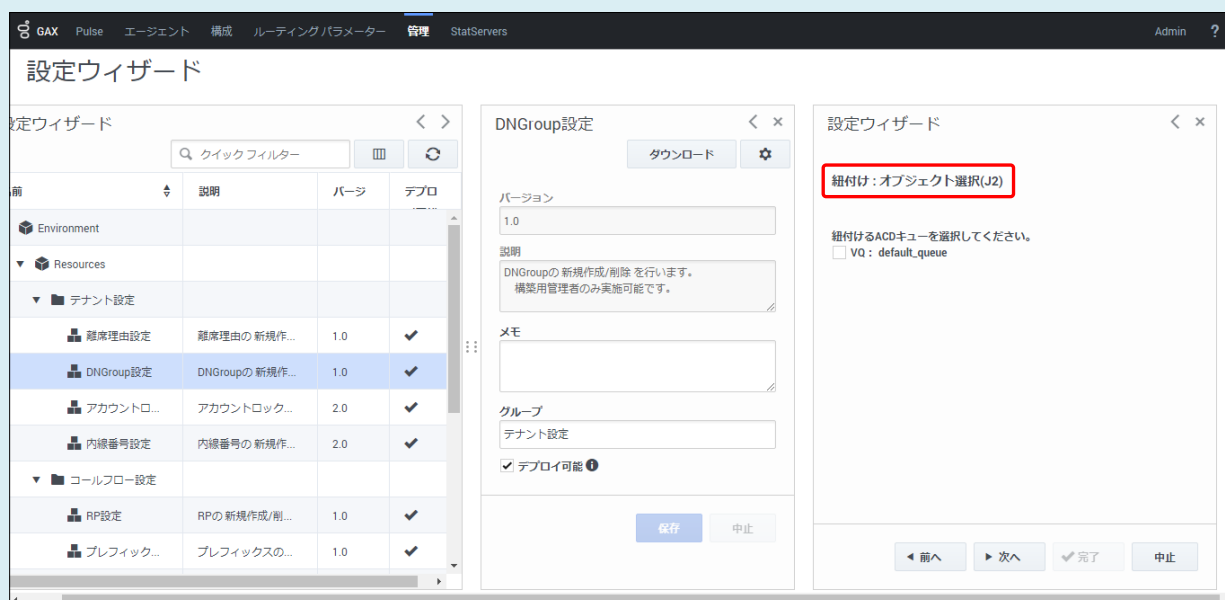 GAX Pulse エージェント 構成 ルーティング パラメーター 管理 StatServers Admin ?
設定ウィザード
設定ウィザード
クイック フィルター
名前 説明 バージ デプロ
Environment
Resources
テナント設定
離席理由設定 離席理由の 新規作... 1.0
DNGroup設定 DNGroupの 新規作... 1.0
アカウントロ... アカウントロック... 2.0
内線番号設定 内線番号の 新規作... 2.0
コールフロー設定
RP設定 RPの 新規作成/削... 1.0
プレフィック... プレフィックスの... 1.0
DNGroup設定
ダウンロード
バージョン
1.0
説明
DNGroupの 新規作成/削除 を行います。
構築用管理者のみ実施可能です。
メモ
グループ
テナント設定
デプロイ可能
保存 中止
設定ウィザード
紐付け : オブジェクト選択(J2)
紐付けるACDキューを選択してください。
VQ : default_queue
前へ 次へ 完了 中止